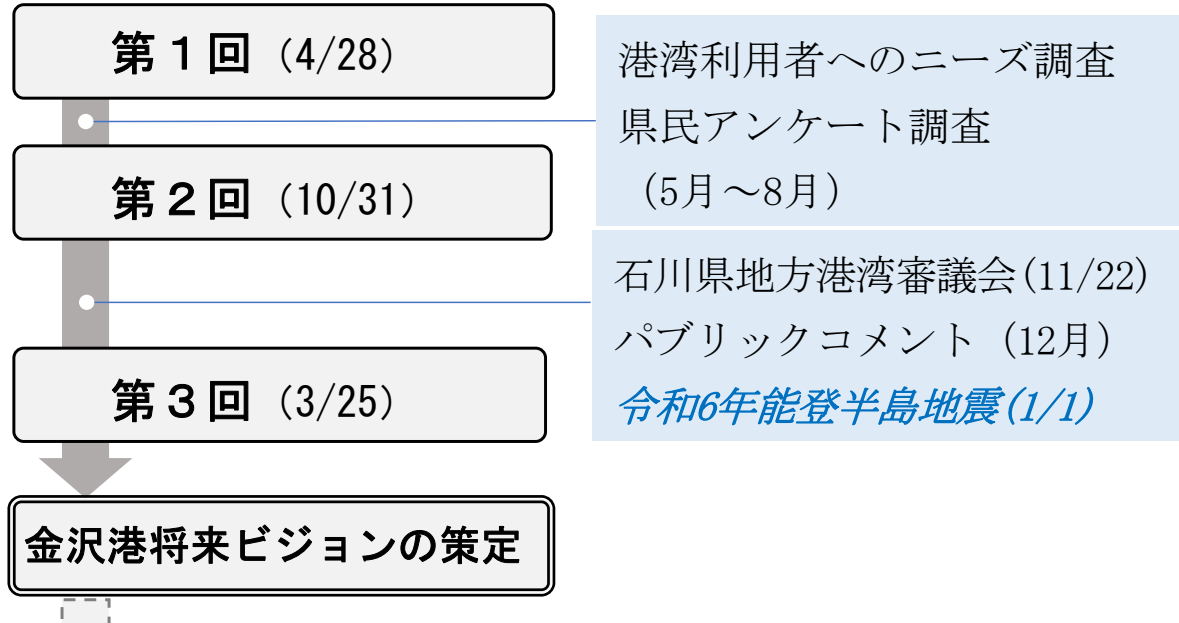 第１回（4/28）
港湾利用者へのニーズ調査
県民アンケート調査
（5月～8月）
第２回（10/31）
石川県地方港湾審議会(11/22)
パブリックコメント（12月）
令和6年能登半島地震(1/1)
第３回（3/25）
金沢港将来ビジョンの策定